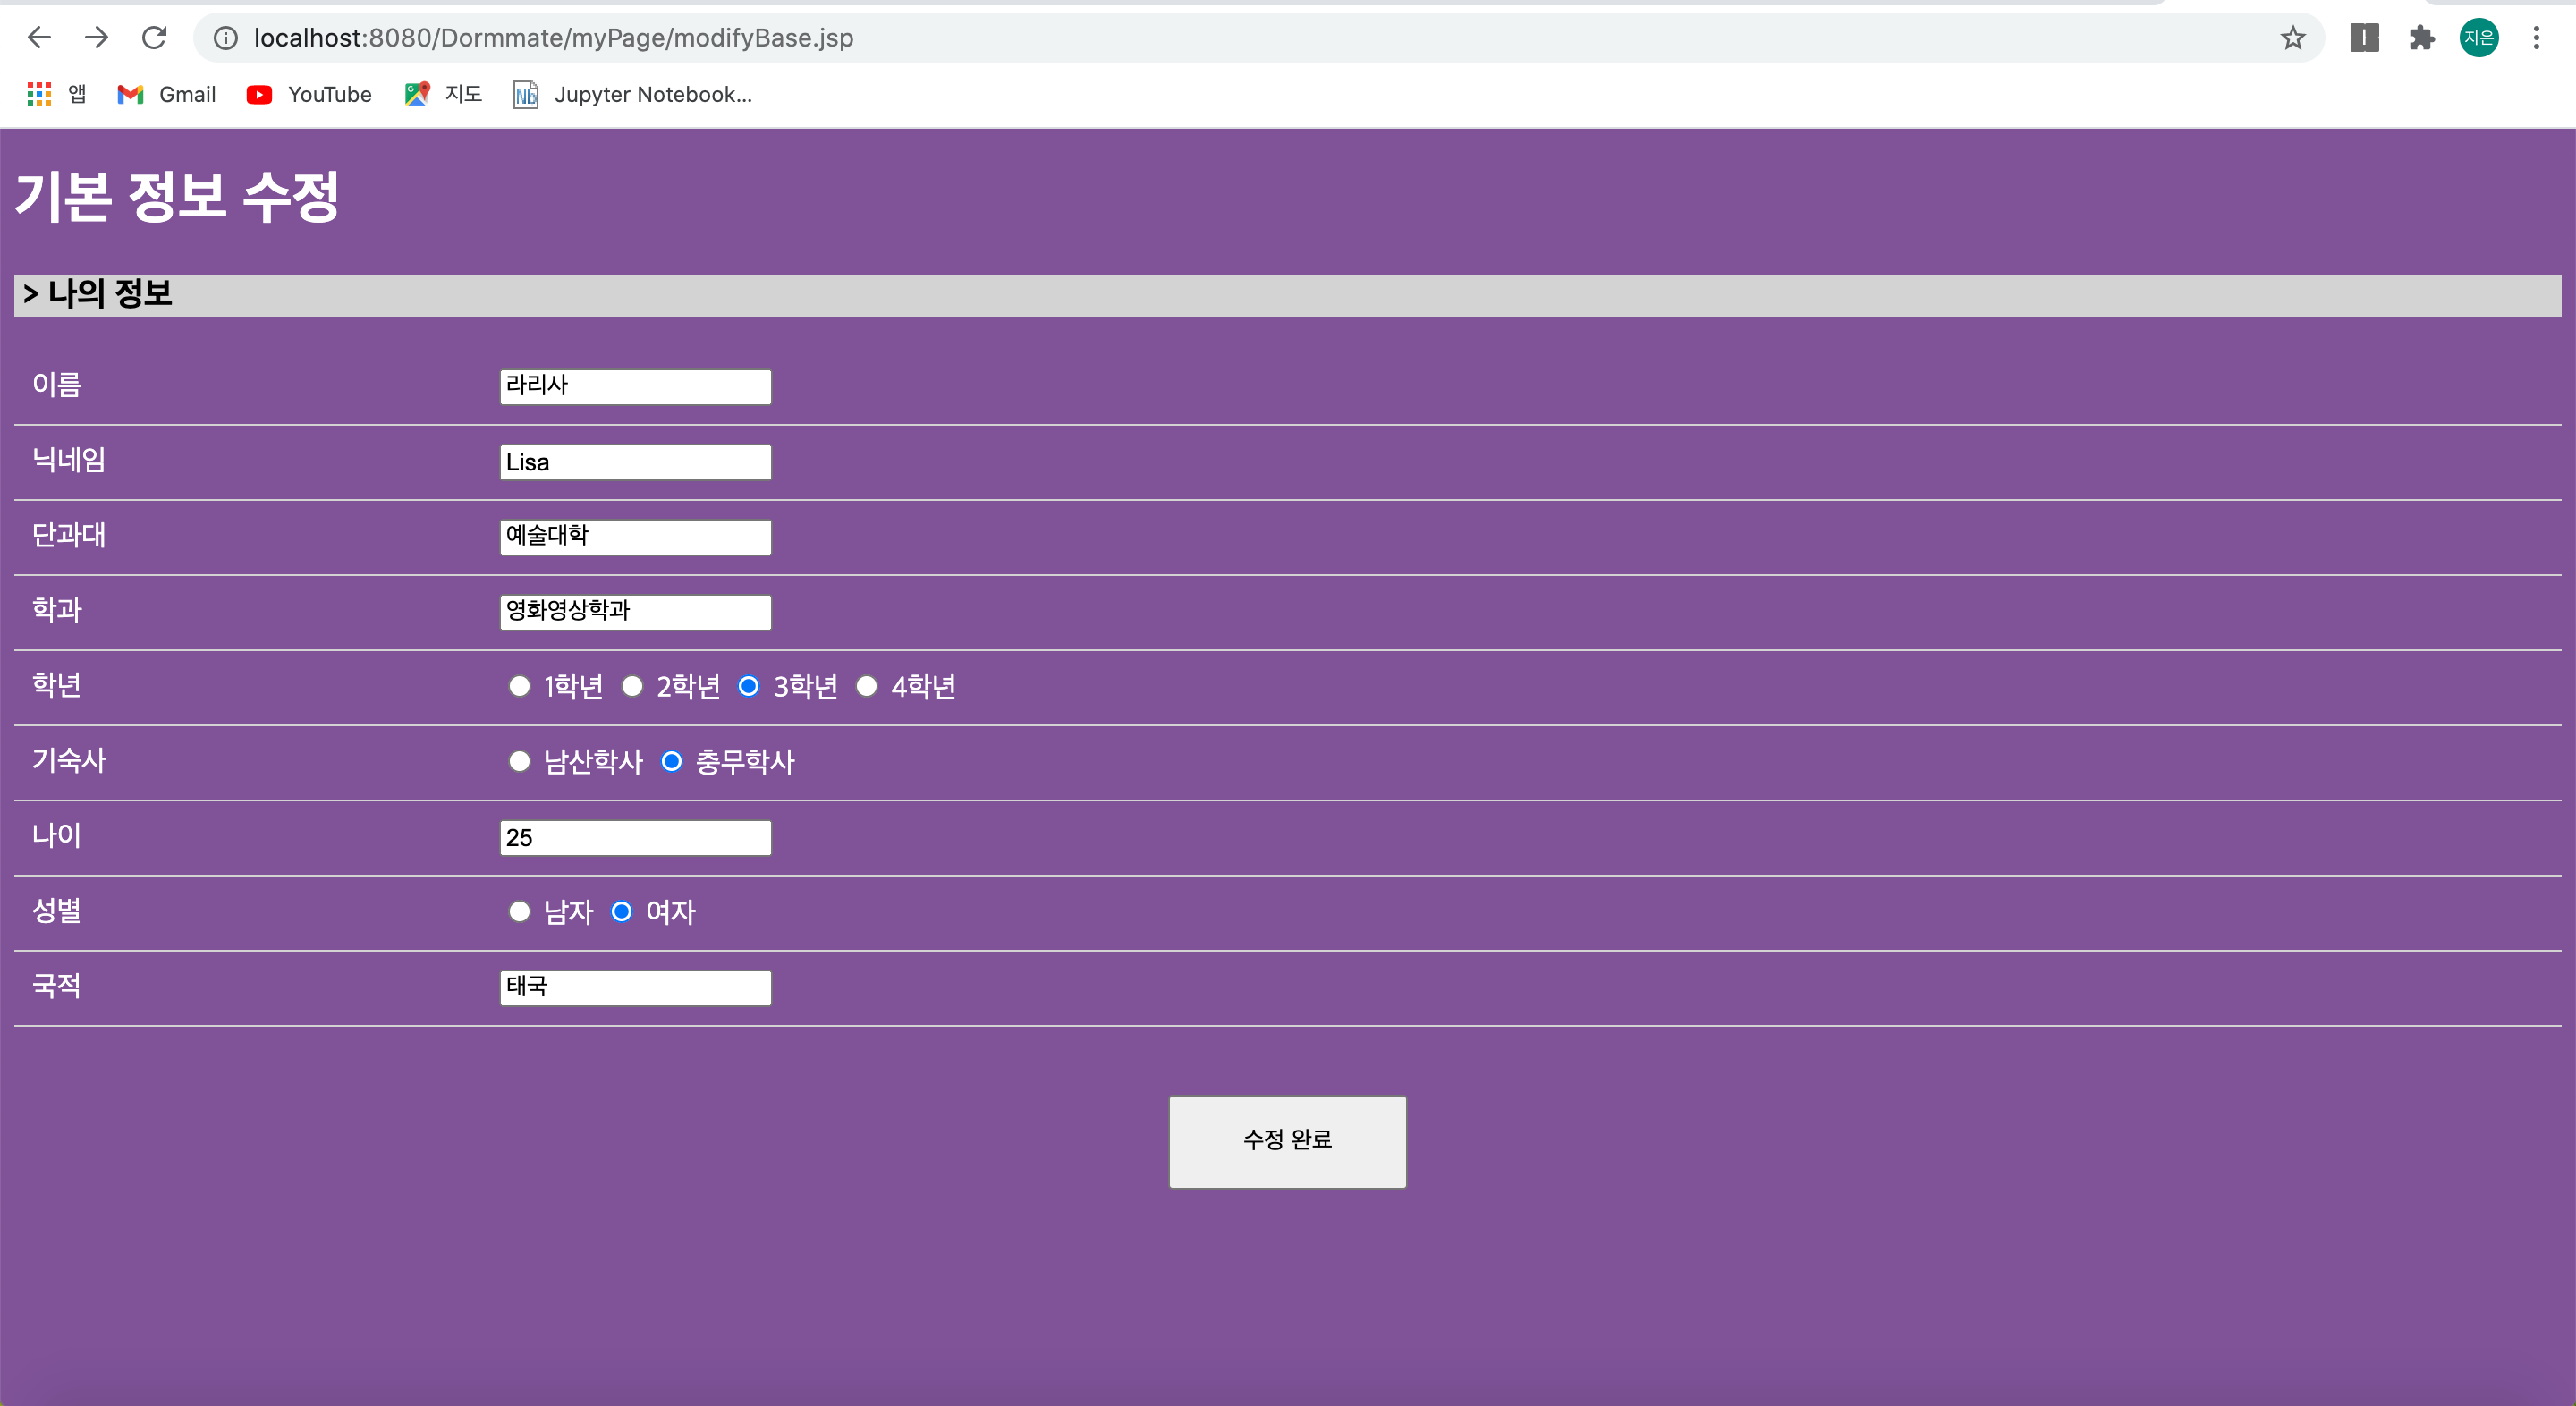 localhost:8080/Dormmate/myPage/modifyBase.jsp
지은
앱 Gmail YouTube 지도 Jupyter Notebook...
기본 정보 수정
> 나의 정보
이름 라리사
닉네임 Lisa
단과대 예술대학
학과 영화영상학과
학년 1학년 2학년 3학년 4학년
기숙사 남산학사 충무학사
나이 25
성별 남자 여자
국적 태국
수정 완료